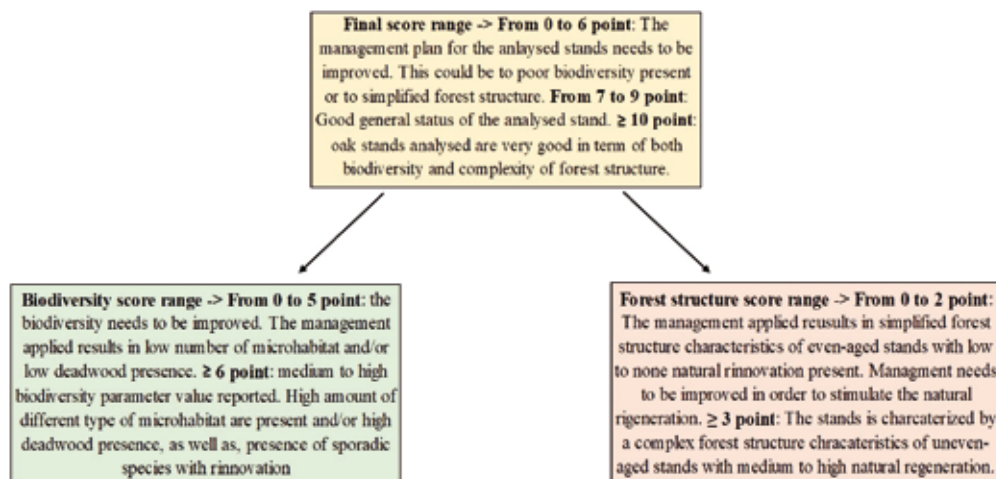 Final score range -> From 0 to 6 point: The
management plan for the anlaysed stands needs to be
improved. This could be to poor biodiversity present
or to simplified forest structure. From 7 to 9 point:
Good general status of the analysed stand. ≥ 10 point:
oak stands analysed are very good in term of both
biodiversity and complexity of forest structure.
Biodiversity score range -> From 0 to 5 point: the
biodiversity needs to be improved. The management
applied results in low number of microhabitat and/or
low deadwood presence. ≥ 6 point: medium to high
biodiversity parameter value reported. High amount of
different type of microhabitat are present and/or high
deadwood presence, as well as, presence of sporadic
species with rinnovation
Forest structure score range -> From 0 to 2 point:
The management applied reusults in simplified forest
structure characteristics of even-aged stands with low
to none natural rinnovation present. Managment needs
to be improved in order to stimulate the natural
rigeneration. ≥ 3 point: The stands is charcaterized by
a complex forest structure chracateristics of uneven-
aged stands with medium to high natural regeneration.